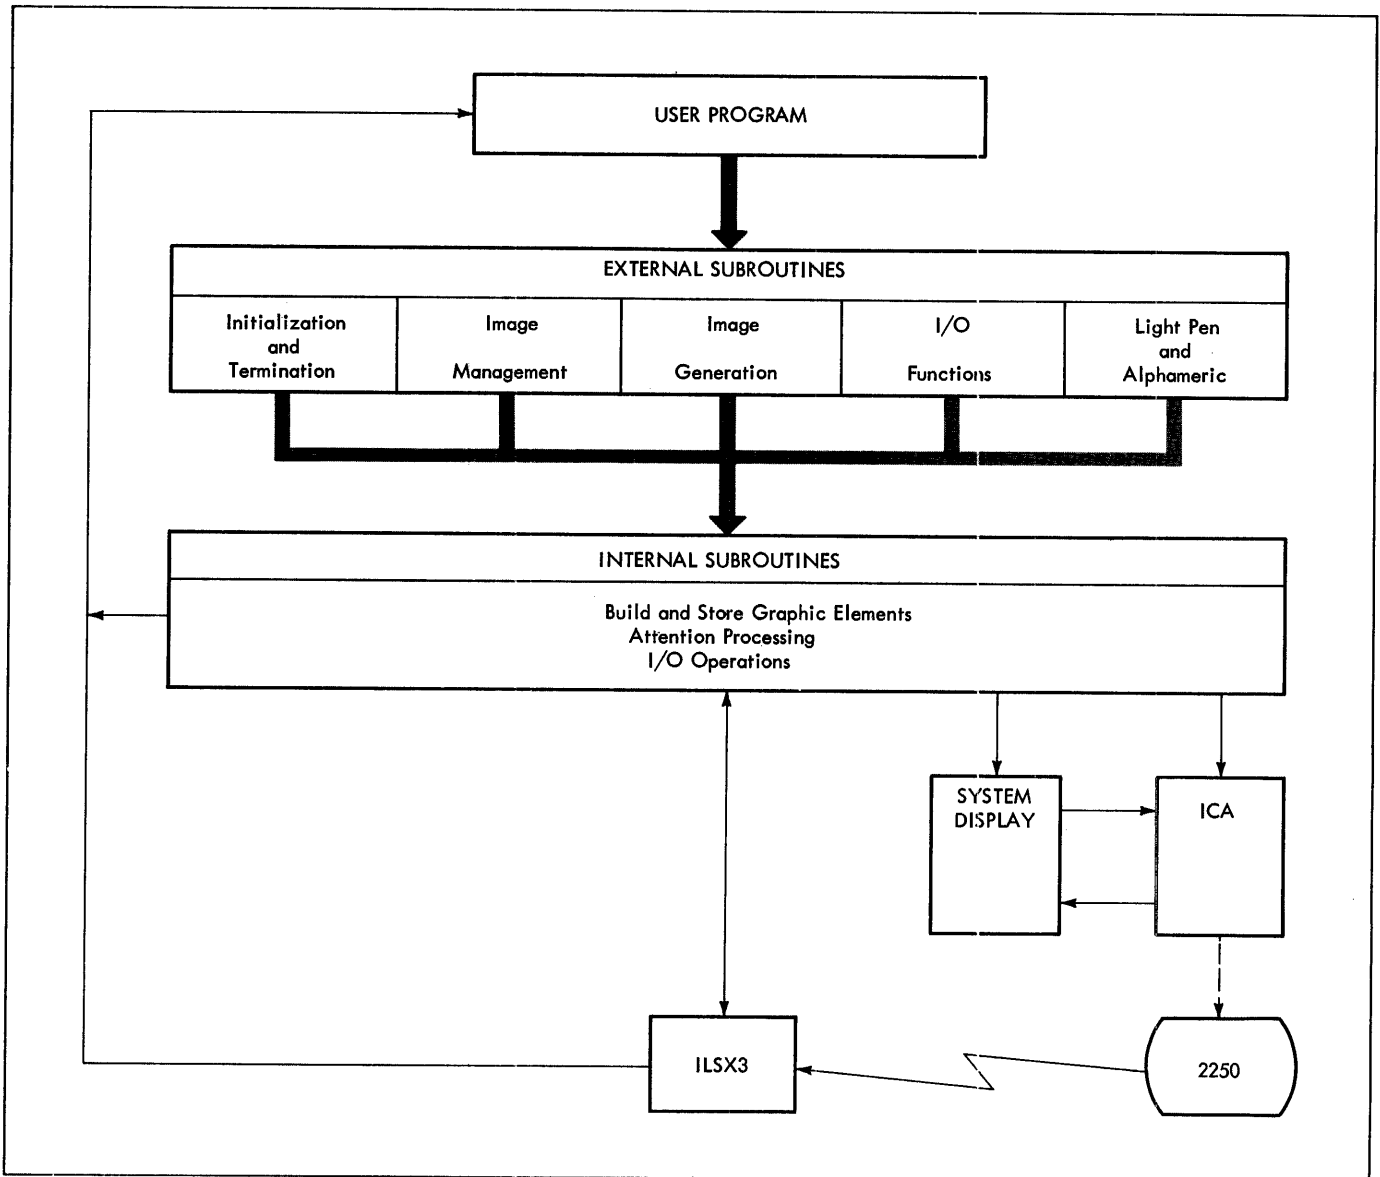 USER PROGRAM
EXTERNAL SUBROUTINES
Initialization
and
Termination
Image
Management
Image
Generation
I/O
Functions
Light Pen
and
Alphameric
INTERNAL SUBROUTINES
Build and Store Graphic Elements
Attention Processing
I/O Operations
SYSTEM
DISPLAY
ICA
ILSX3
2250